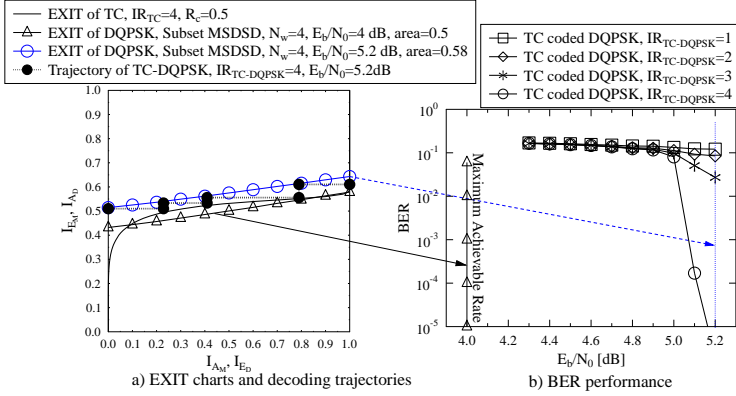 EXIT of TC, IR_TC=4, R_c=0.5
EXIT of DQPSK, Subset MSDSD, N_w=4, E_b/N_0=4 dB, area=0.5
EXIT of DQPSK, Subset MSDSD, N_w=4, E_b/N_0=5.2 dB, area=0.58
Trajectory of TC-DQPSK, IR_TC-DQPSK=4, E_b/N_0=5.2dB
TC coded DQPSK, IR_TC-DQPSK=1
TC coded DQPSK, IR_TC-DQPSK=2
TC coded DQPSK, IR_TC-DQPSK=3
TC coded DQPSK, IR_TC-DQPSK=4
I_E_M, I_A_D
1.0
0.9
0.8
0.7
0.6
0.5
0.4
0.3
0.2
0.1
0.0
0.0 0.1 0.2 0.3 0.4 0.5 0.6 0.7 0.8 0.9 1.0
I_A_M, I_E_D
a) EXIT charts and decoding trajectories
BER
10^0
10^-1
10^-2
10^-3
10^-4
10^-5
Maximum Achievable Rate
4.0 4.2 4.4 4.6 4.8 5.0 5.2
E_b/N_0 [dB]
b) BER performance